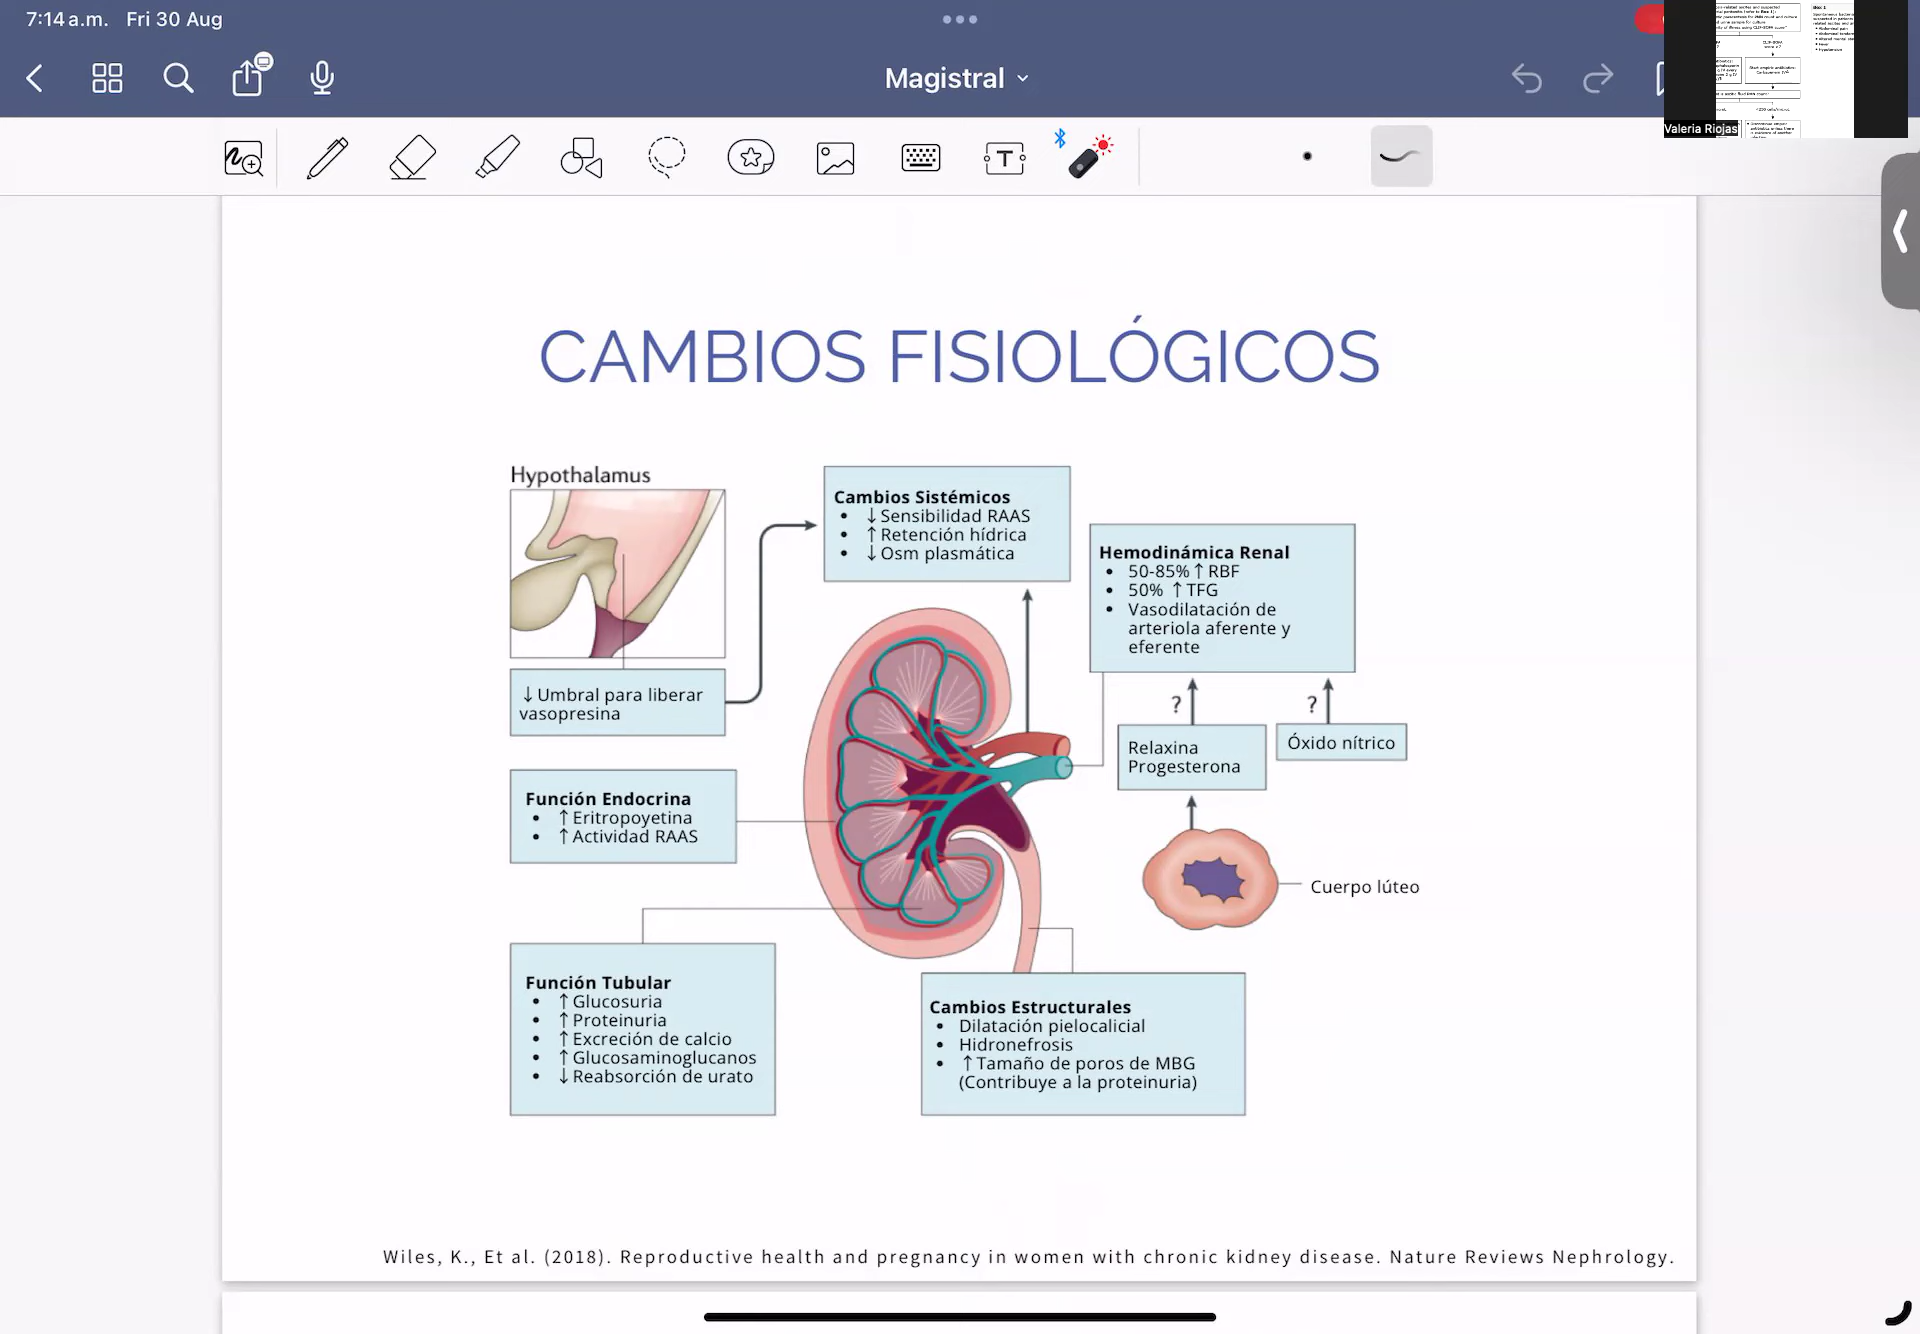 7:14 a.m. Fri 30 Aug
Magistral
Valeria Riojas
CAMBIOS FISIOLÓGICOS
Hypothalamus
↓ Umbral para liberar
vasopresina
Cambios Sistémicos
• ↓ Sensibilidad RAAS
• ↑ Retención hídrica
• ↓ Osm plasmática
Hemodinámica Renal
• 50-85% ↑ RBF
• 50% ↑ TFG
• Vasodilatación de
arteriola aferente y
eferente
?
?
Relaxina
Progesterona
Óxido nítrico
Cuerpo lúteo
Función Endocrina
• ↑ Eritropoyetina
• ↑ Actividad RAAS
Función Tubular
• ↑ Glucosuria
• ↑ Proteinuria
• ↑ Excreción de calcio
• ↑ Glucosaminoglucanos
• ↓ Reabsorción de urato
Cambios Estructurales
• Dilatación pielocalicial
• Hidronefrosis
• ↑ Tamaño de poros de MBG
(Contribuye a la proteinuria)
Wiles, K., Et al. (2018). Reproductive health and pregnancy in women with chronic kidney disease. Nature Reviews Nephrology.